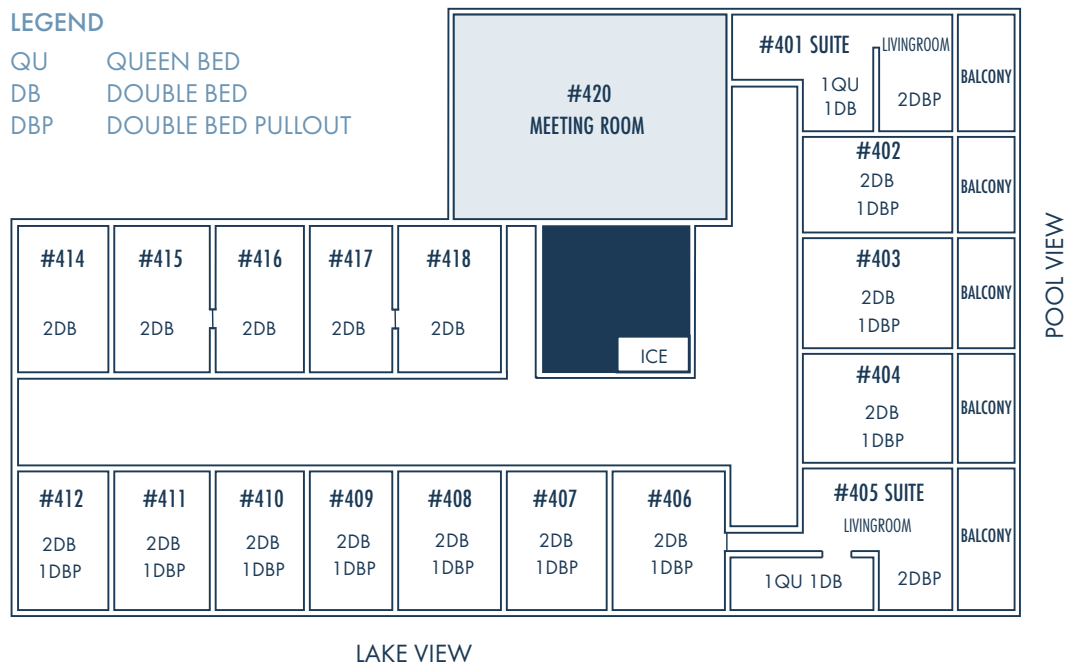 LEGEND
QU QUEEN BED
DB DOUBLE BED
DBP DOUBLE BED PULLOUT
#420
MEETING ROOM
#401 SUITE
1QU
1DB
LIVINGROOM
2DBP
BALCONY
#402
2DB
1DBP
BALCONY
#403
2DB
1DBP
BALCONY
#404
2DB
1DBP
BALCONY
#405 SUITE
LIVINGROOM
1QU 1DB
2DBP
BALCONY
POOL VIEW
#414
2DB
#415
2DB
#416
2DB
#417
2DB
#418
2DB
ICE
#412
2DB
1DBP
#411
2DB
1DBP
#410
2DB
1DBP
#409
2DB
1DBP
#408
2DB
1DBP
#407
2DB
1DBP
#406
2DB
1DBP
LAKE VIEW